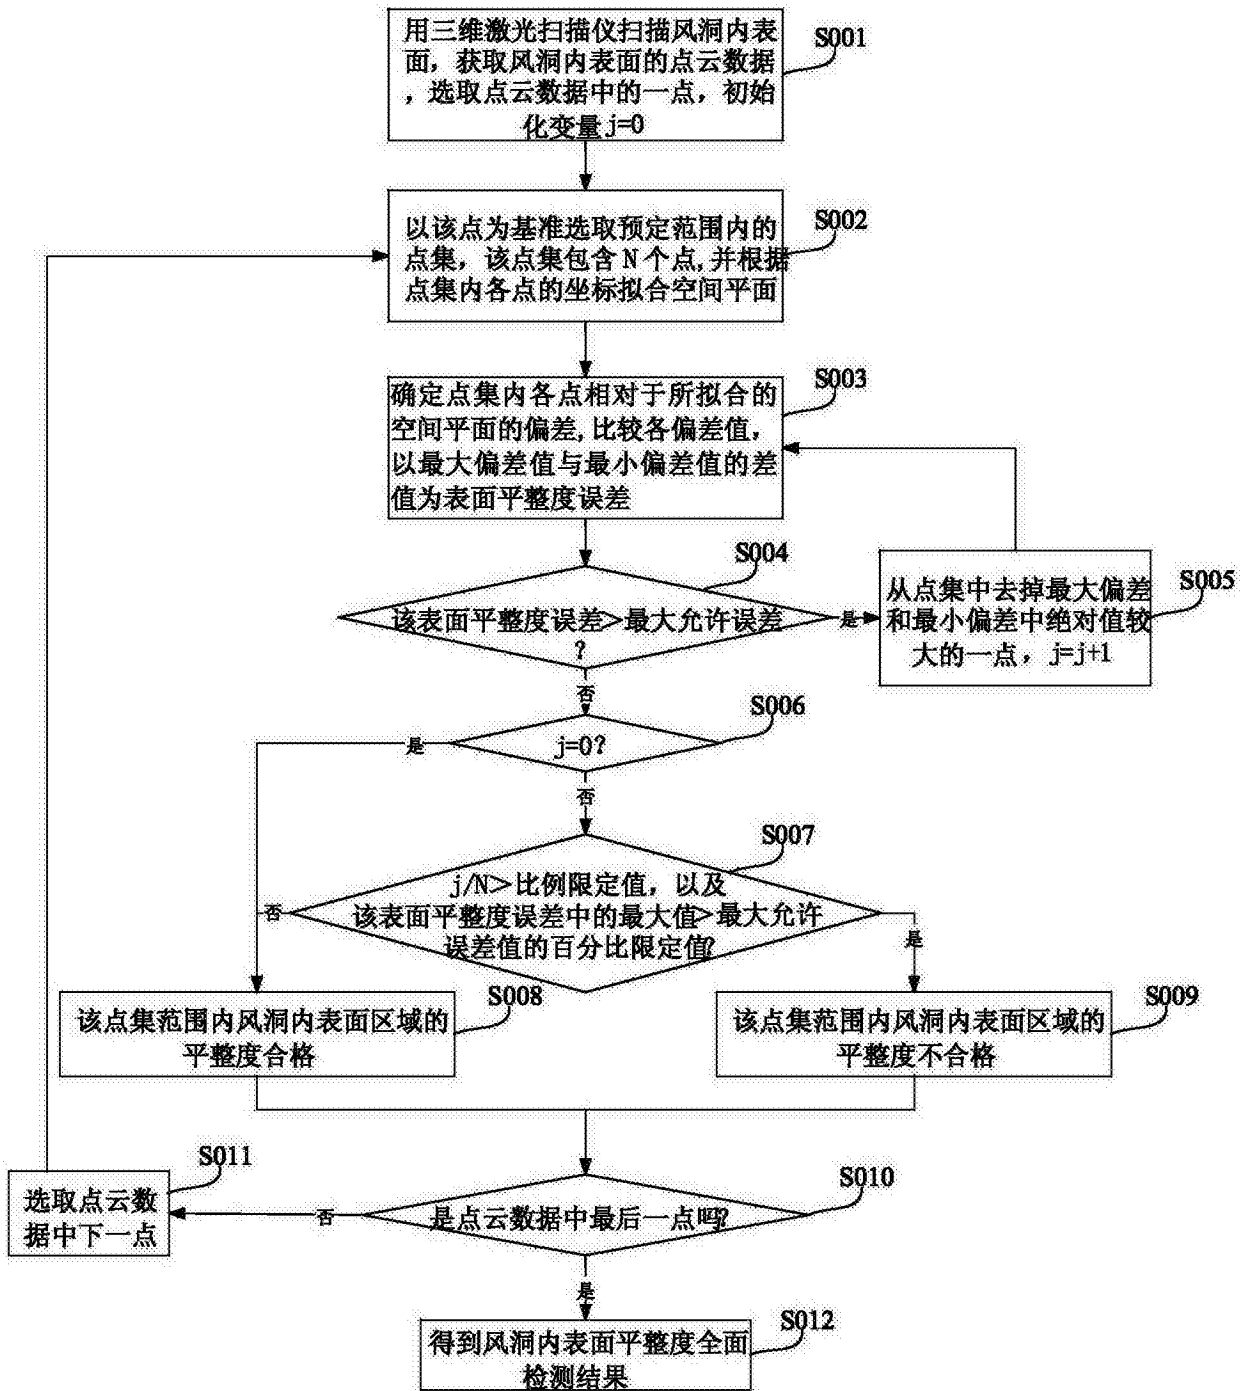 用三维激光扫描仪扫描风洞内表
面，获取风洞内表面的点云数据
，选取点云数据中的一点，初始
化变量j=0
S001
以该点为基准选取预定范围内的
点集，该点集包含N个点,并根据
点集内各点的坐标拟合空间平面
S002
确定点集内各点相对于所拟合的
空间平面的偏差,比较各偏差值，
以最大偏差值与最小偏差值的差
值为表面平整度误差
S003
该表面平整度误差＞最大允许误差
？
S004
是
从点集中去掉最大偏差
和最小偏差中绝对值较
大的一点，j=j+1
S005
否
j=0?
S006
是
否
j/N＞比例限定值，以及
该表面平整度误差中的最大值＞最大允许
误差值的百分比限定值?
S007
否
是
该点集范围内风洞内表面区域的
平整度合格
S008
该点集范围内风洞内表面区域的
平整度不合格
S009
是点云数据中最后一点吗?
S010
否
选取点云数
据中下一点
S011
是
得到风洞内表面平整度全面
检测结果
S012